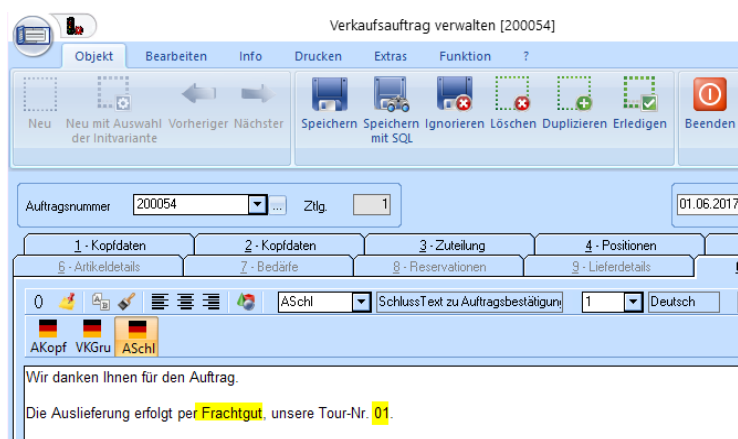 Verkaufsauftrag verwalten [200054]
Objekt Bearbeiten Info Drucken Extras Funktion ?
Neu Neu mit Auswahl der Initvariante Vorheriger Nächster Speichern Speichern mit SQL Ignorieren Löschen Duplizieren Erledigen Beenden
Auftragsnummer 200054 ... Ztlg. 1 01.06.2017
1 - Kopfdaten 2 - Kopfdaten 3 - Zuteilung 4 - Positionen
6 - Artikeldetails 7 - Bedärfe 8 - Reservationen 9 - Lieferdetails
0 ASchl SchlussText zu Auftragsbestätigung 1 Deutsch
AKopf VKGru ASchl
Wir danken Ihnen für den Auftrag.
Die Auslieferung erfolgt per Frachtgut, unsere Tour-Nr. 01.